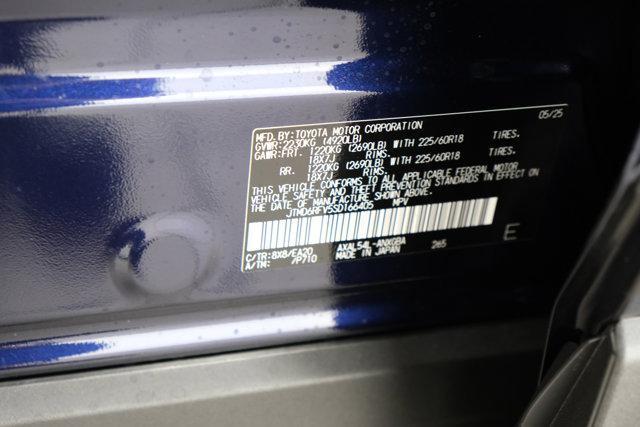 MFD. BY: TOYOTA MOTOR CORPORATION 05/25
GVWR: 2230KG (4920LB)
GAWR: FRT. 1220KG (2690LB) WITH 225/60R18 TIRES.
18X7J RIMS.
RR. 1220KG (2690LB) WITH 225/60R18 TIRES.
18X7J RIMS.
THIS VEHICLE CONFORMS TO ALL APPLICABLE FEDERAL MOTOR
VEHICLE SAFETY AND THEFT PREVENTION STANDARDS IN EFFECT ON
THE DATE OF MANUFACTURE SHOWN ABOVE.
JTMD6RFV5SD166405 MPV
C/TR: 8X8/EA20 AXAL54L-ANXGBA 265 E
A/TM: /P710 MADE IN JAPAN